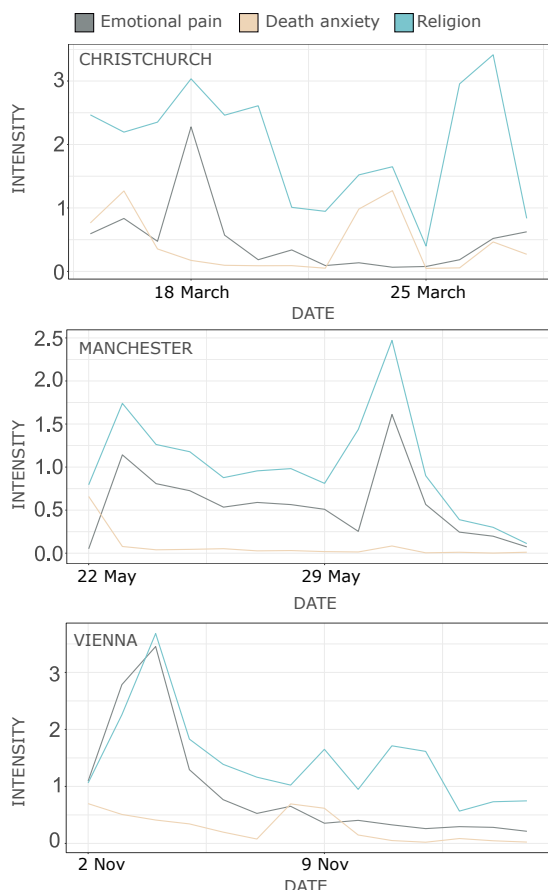 Emotional pain Death anxiety Religion
CHRISTCHURCH
3
2
1
0
INTENSITY
18 March 25 March
DATE
MANCHESTER
2.5
2.0
1.5
1.0
0.5
0.0
INTENSITY
22 May 29 May
DATE
VIENNA
3
2
1
0
INTENSITY
2 Nov 9 Nov
DATE